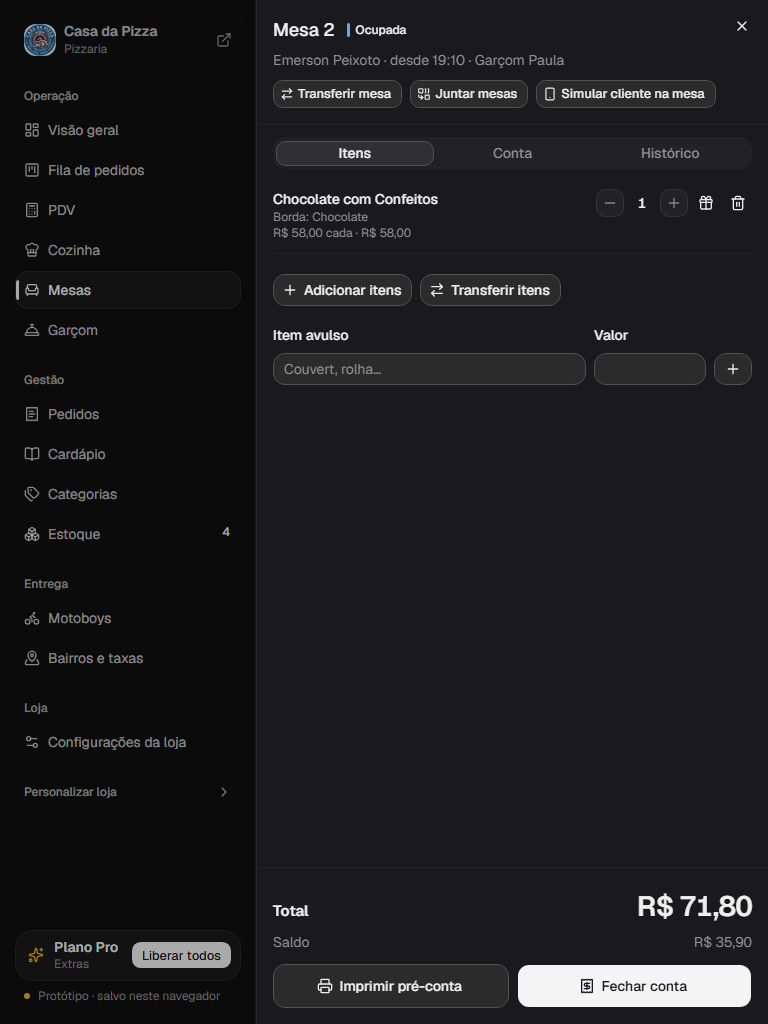 Casa da Pizza
Pizzaria
Operação
Visão geral
Fila de pedidos
PDV
Cozinha
Mesas
Garçom
Gestão
Pedidos
Cardápio
Categorias
Estoque 4
Entrega
Motoboys
Bairros e taxas
Loja
Configurações da loja
Personalizar loja
Plano Pro
Extras
Liberar todos
Protótipo · salvo neste navegador
Mesa 2 Ocupada
Emerson Peixoto · desde 19:10 · Garçom Paula
Transferir mesa Juntar mesas Simular cliente na mesa
Itens Conta Histórico
Chocolate com Confeitos 1
Borda: Chocolate
R$ 58,00 cada · R$ 58,00
Adicionar itens Transferir itens
Item avulso Valor
Couvert, rolha…
Total R$ 71,80
Saldo R$ 35,90
Imprimir pré-conta Fechar conta